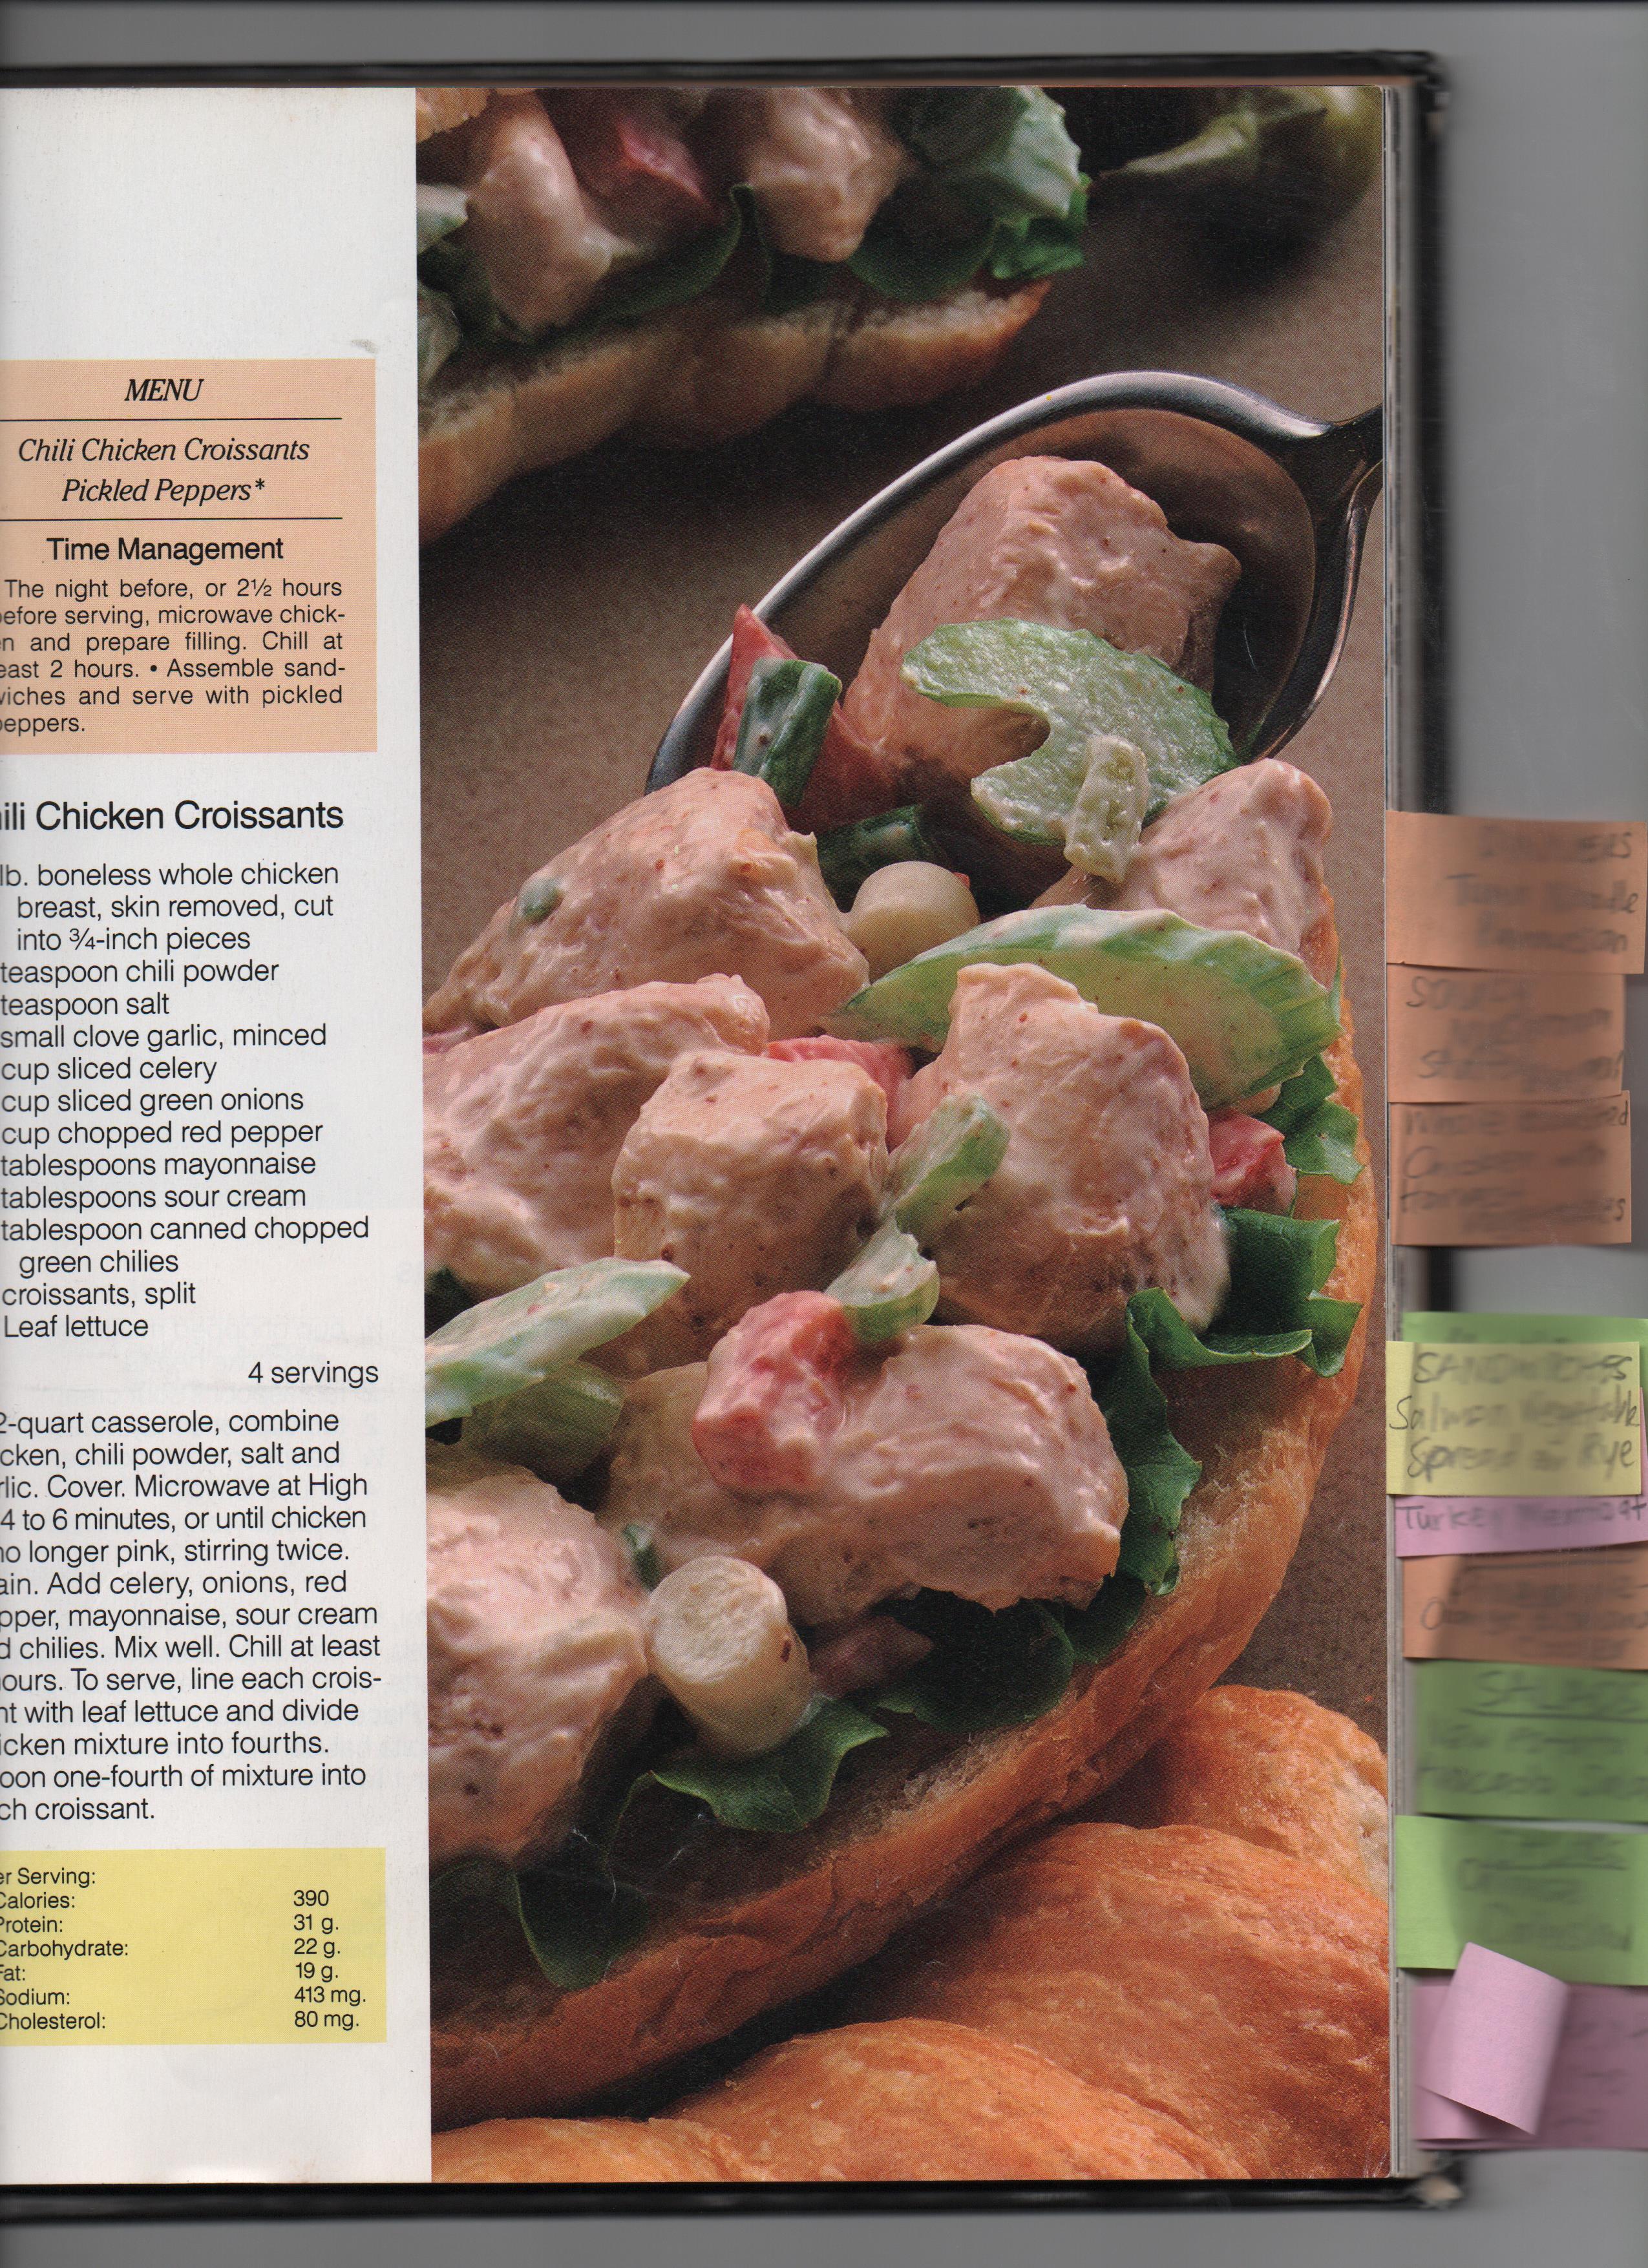 MENU
Chili Chicken Croissants
Pickled Peppers*
Time Management
The night before, or 2½ hours
efore serving, microwave chick-
n and prepare filling. Chill at
east 2 hours. • Assemble sand-
iches and serve with pickled
eppers.
ili Chicken Croissants
lb. boneless whole chicken
breast, skin removed, cut
into ¾-inch pieces
teaspoon chili powder
teaspoon salt
small clove garlic, minced
cup sliced celery
cup sliced green onions
cup chopped red pepper
tablespoons mayonnaise
tablespoons sour cream
tablespoon canned chopped
green chilies
croissants, split
Leaf lettuce
4 servings
2-quart casserole, combine
cken, chili powder, salt and
rlic. Cover. Microwave at High
4 to 6 minutes, or until chicken
no longer pink, stirring twice.
ain. Add celery, onions, red
pper, mayonnaise, sour cream
d chilies. Mix well. Chill at least
ours. To serve, line each crois-
nt with leaf lettuce and divide
icken mixture into fourths.
oon one-fourth of mixture into
ch croissant.
er Serving:
Calories: 390
Protein: 31 g.
Carbohydrate: 22 g.
Fat: 19 g.
Sodium: 413 mg.
Cholesterol: 80 mg.
SANDWICHES
Salmon Vegetable
Spread Rye
Turkey